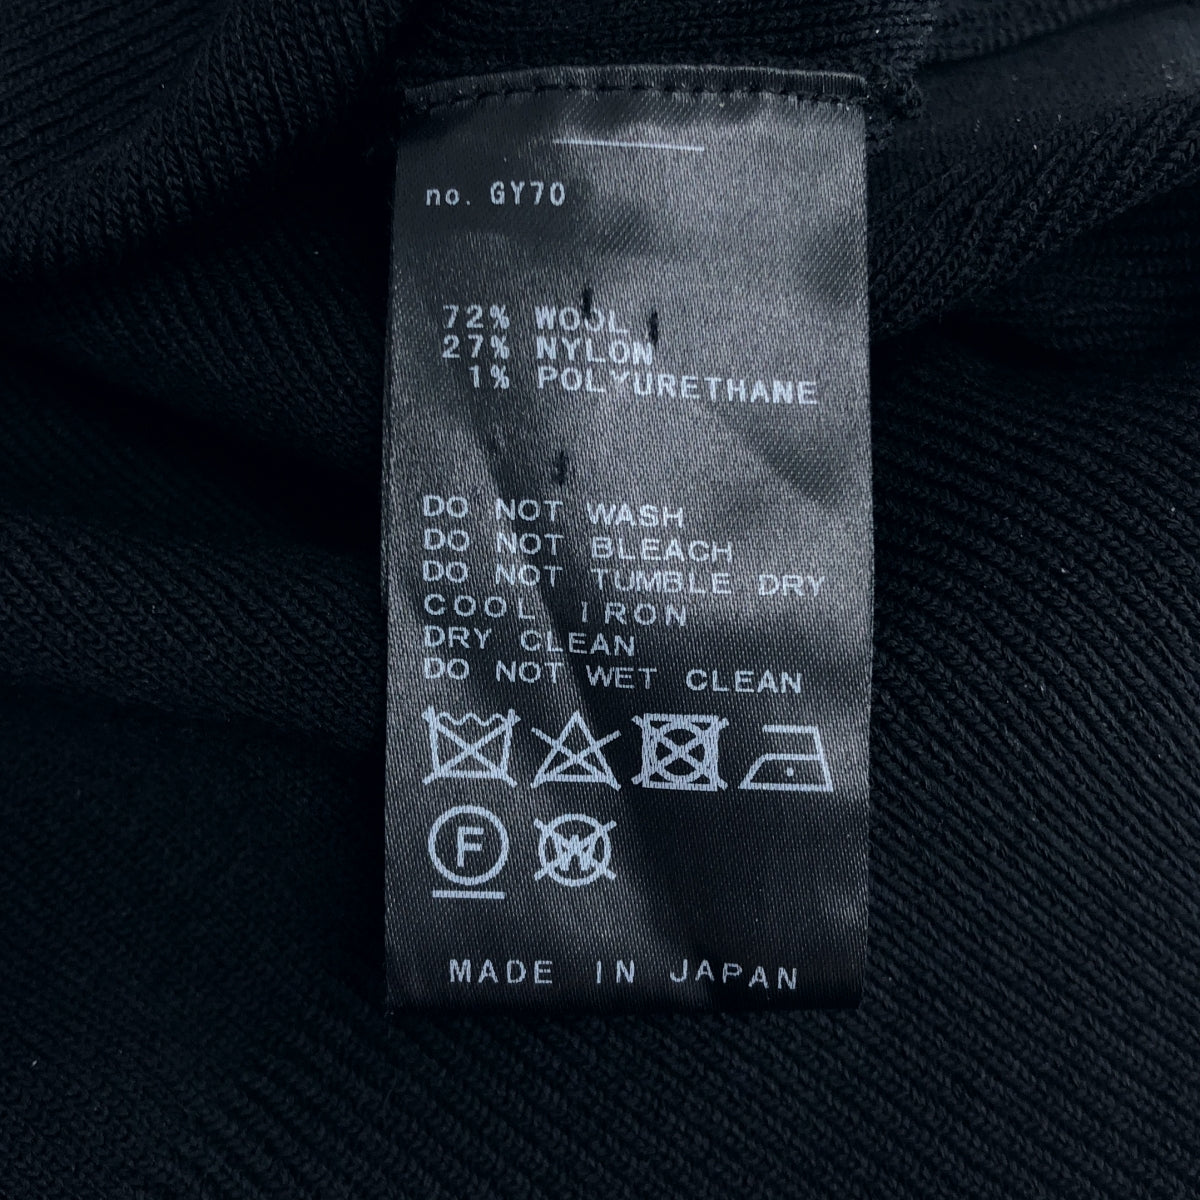 no. GY70
72% WOOL
27% NYLON
1% POLYURETHANE
DO NOT WASH
DO NOT BLEACH
DO NOT TUMBLE DRY
COOL IRON
DRY CLEAN
DO NOT WET CLEAN
F W
MADE IN JAPAN